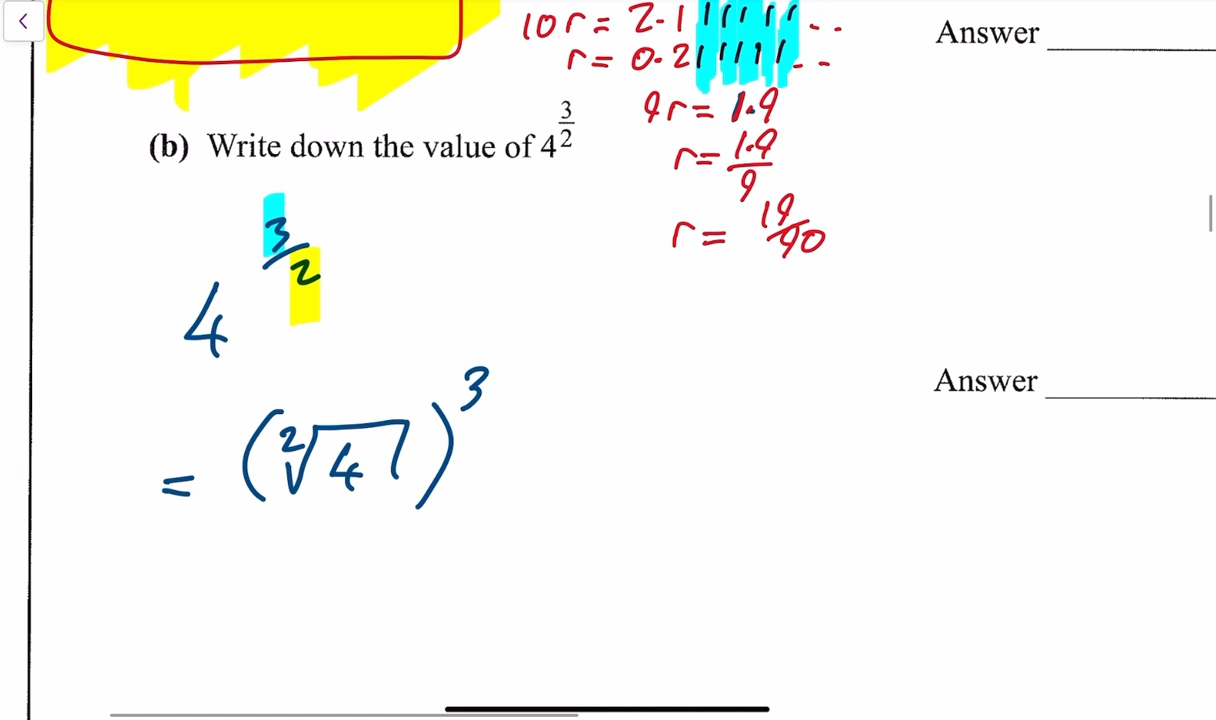 10r = 2.111111...
r = 0.211111...
9r = 1.9
r = 1.9/9
r = 19/90
Answer
(b) Write down the value of 4^(3/2)
4^(3/2)
= (²√4)³
Answer